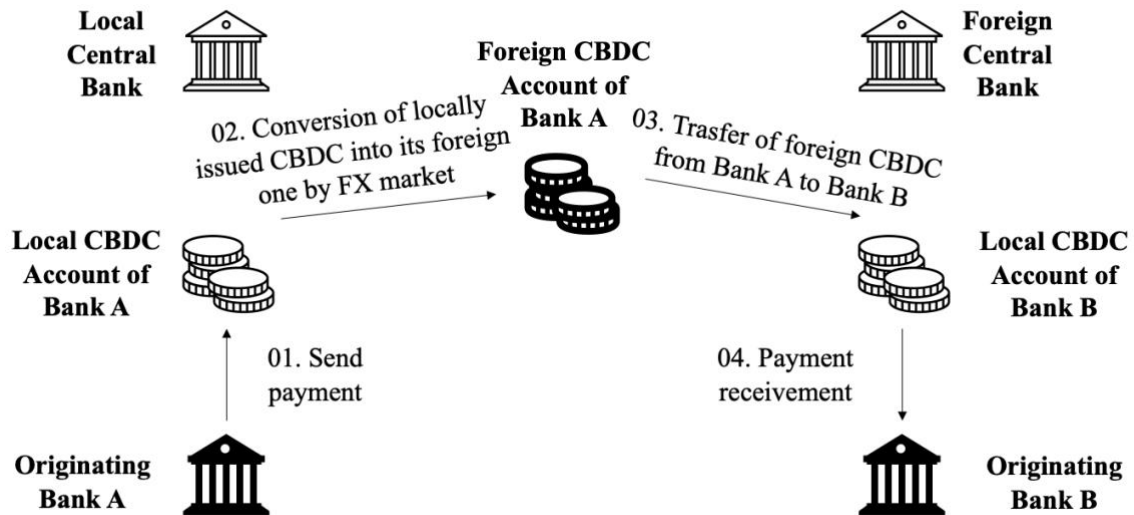 Local
Central
Bank
Foreign CBDC
Account of
Bank A
Foreign
Central
Bank
02. Conversion of locally
issued CBDC into its foreign
one by FX market
03. Trasfer of foreign CBDC
from Bank A to Bank B
Local CBDC
Account of
Bank A
Local CBDC
Account of
Bank B
01. Send
payment
04. Payment
receivement
Originating
Bank A
Originating
Bank B